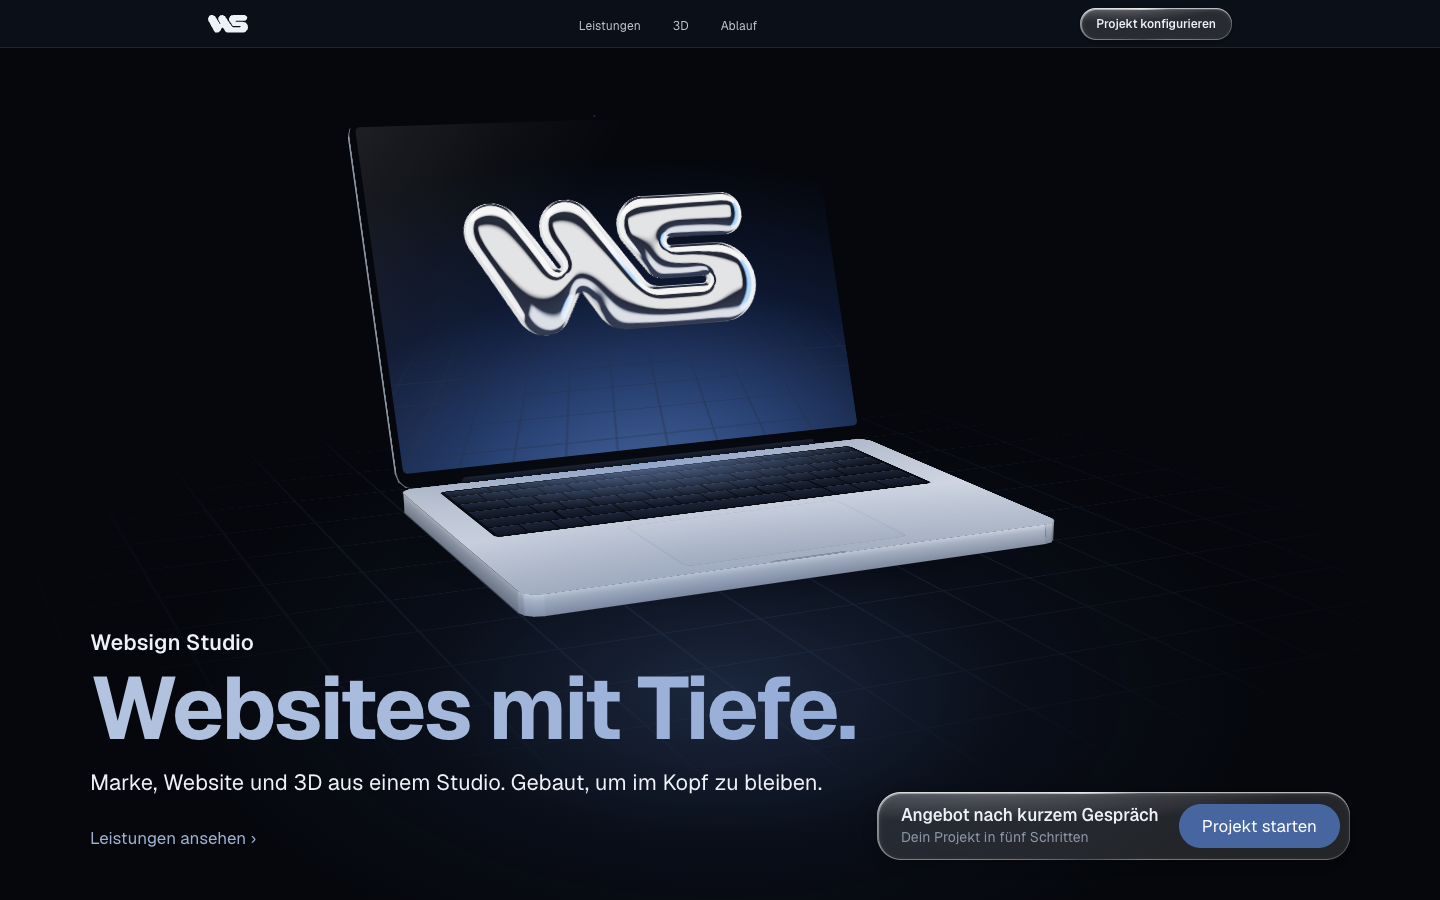 WS
Leistungen
3D
Ablauf
Projekt konfigurieren
WS
Websign Studio
Websites mit Tiefe.
Marke, Website und 3D aus einem Studio. Gebaut, um im Kopf zu bleiben.
Leistungen ansehen ›
Angebot nach kurzem Gespräch
Dein Projekt in fünf Schritten
Projekt starten